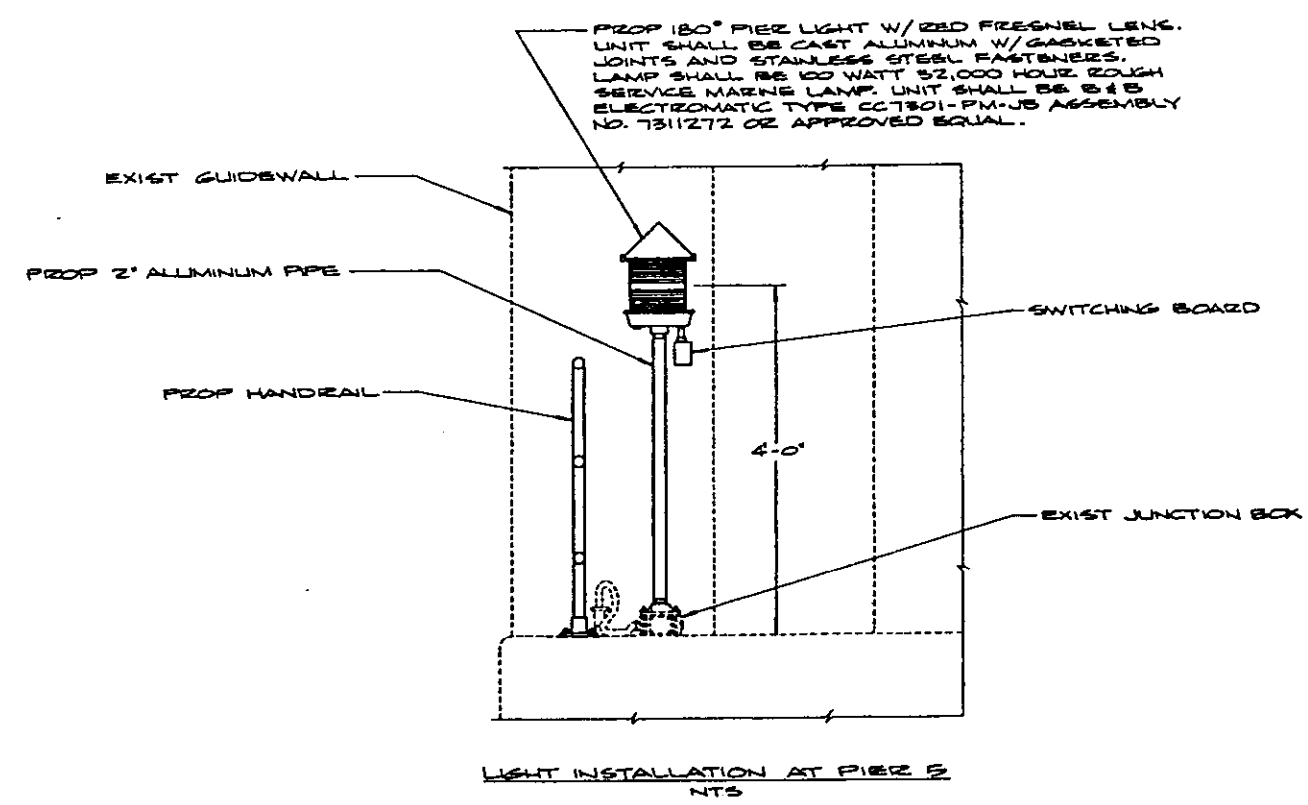 PROP 180° PIER LIGHT W/ RED FRESNEL LENS.
UNIT SHALL BE CAST ALUMINUM W/ GASKETED
JOINTS AND STAINLESS STEEL FASTENERS.
LAMP SHALL BE 100 WATT 32,000 HOUR ROUGH
SERVICE MARINE LAMP. UNIT SHALL BE B & B
ELECTROMATIC TYPE CC7301-PM-JB ASSEMBLY
NO. 7311272 OR APPROVED EQUAL.
EXIST GUIDEWALL
PROP 2" ALUMINUM PIPE
SWITCHING BOARD
PROP HANDRAIL
4'-0"
EXIST JUNCTION BOX
LIGHT INSTALLATION AT PIER 5
NTS